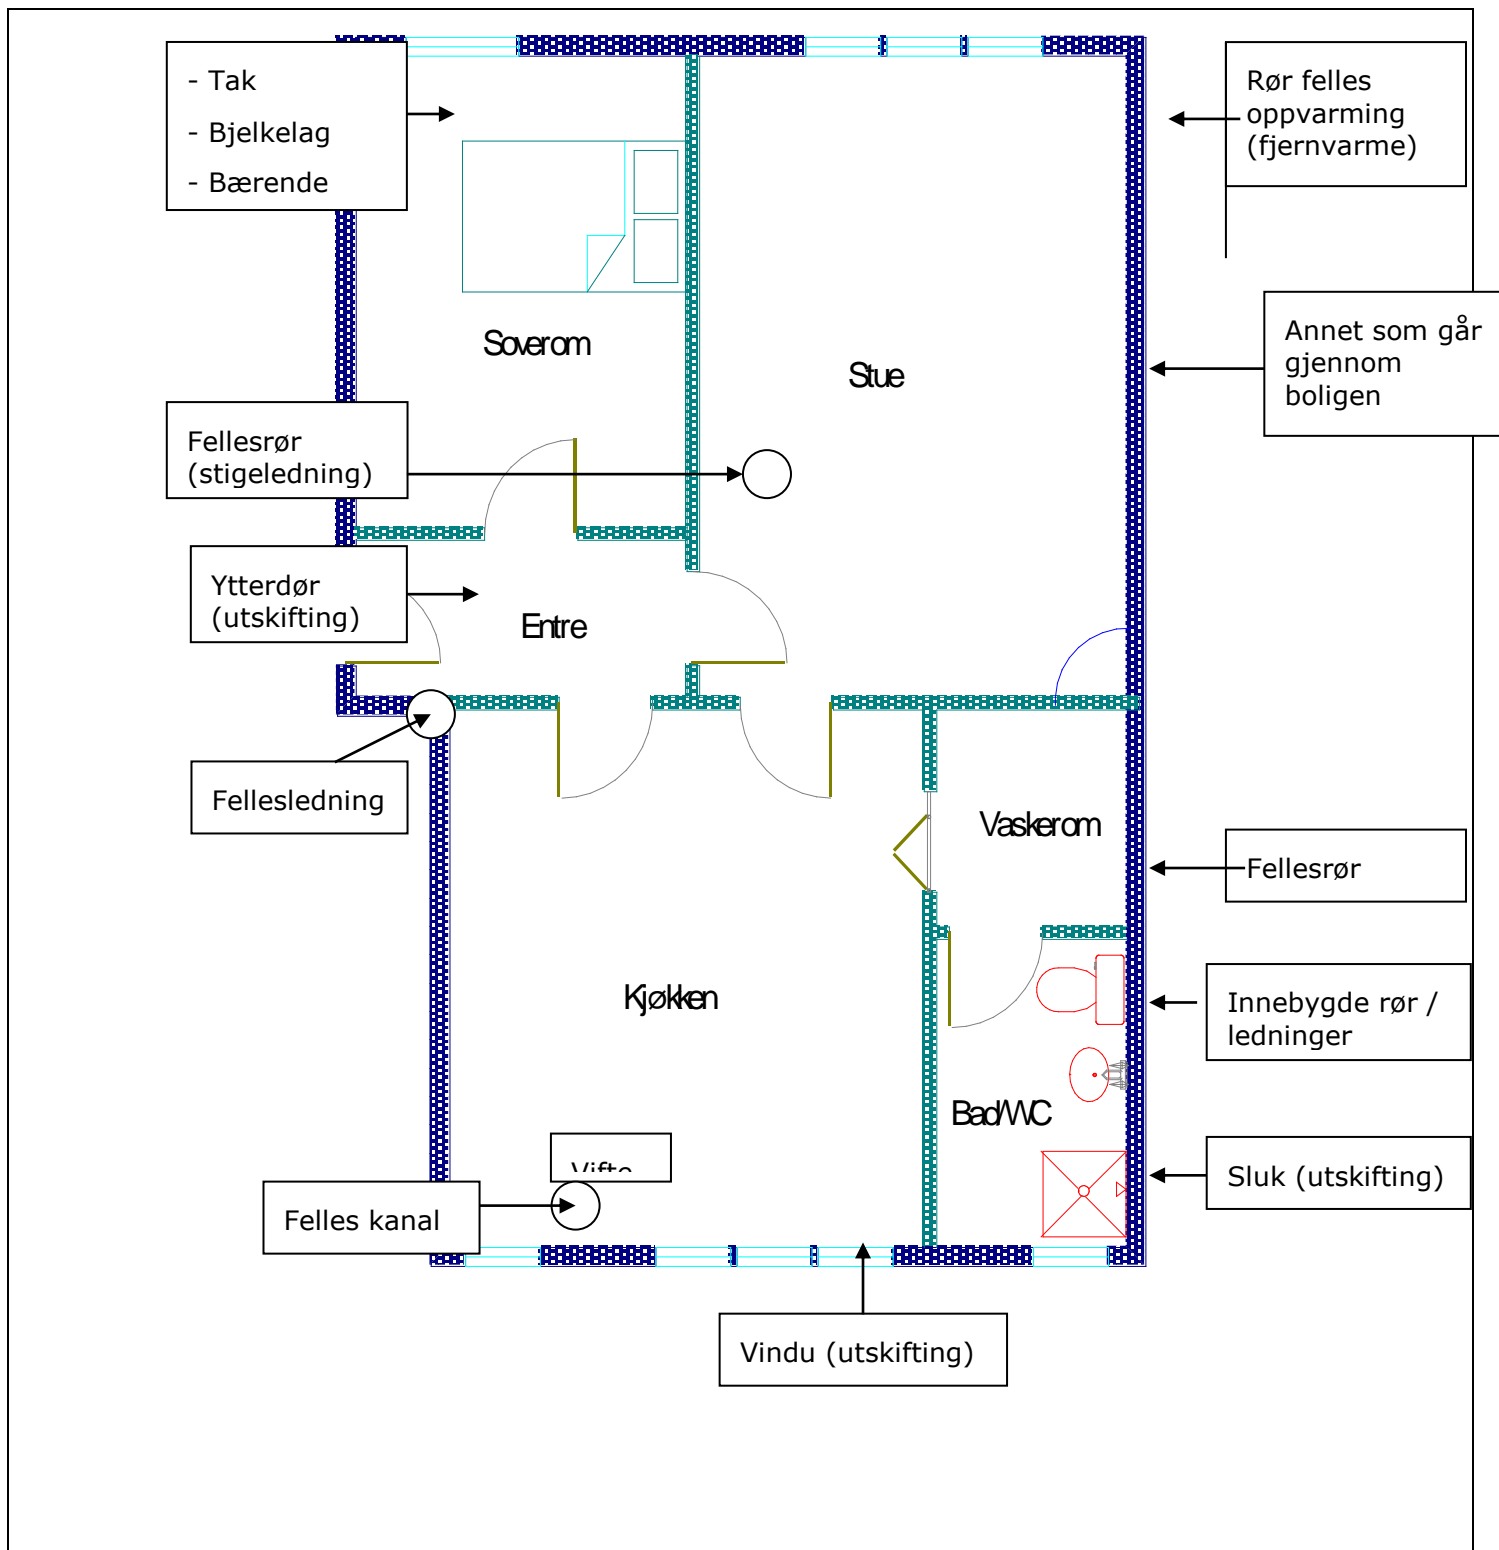 - Tak
- Bjelkelag
- Bærende
Rør felles
oppvarming
(fjernvarme)
Annet som går
gjennom
boligen
Soverom
Stue
Fellesrør
(stigeledning)
Ytterdør
(utskifting)
Entre
Fellesledning
Vaskerom
Fellesrør
Kjøkken
Innebygde rør /
ledninger
Bad/WC
Vifte
Sluk (utskifting)
Felles kanal
Vindu (utskifting)